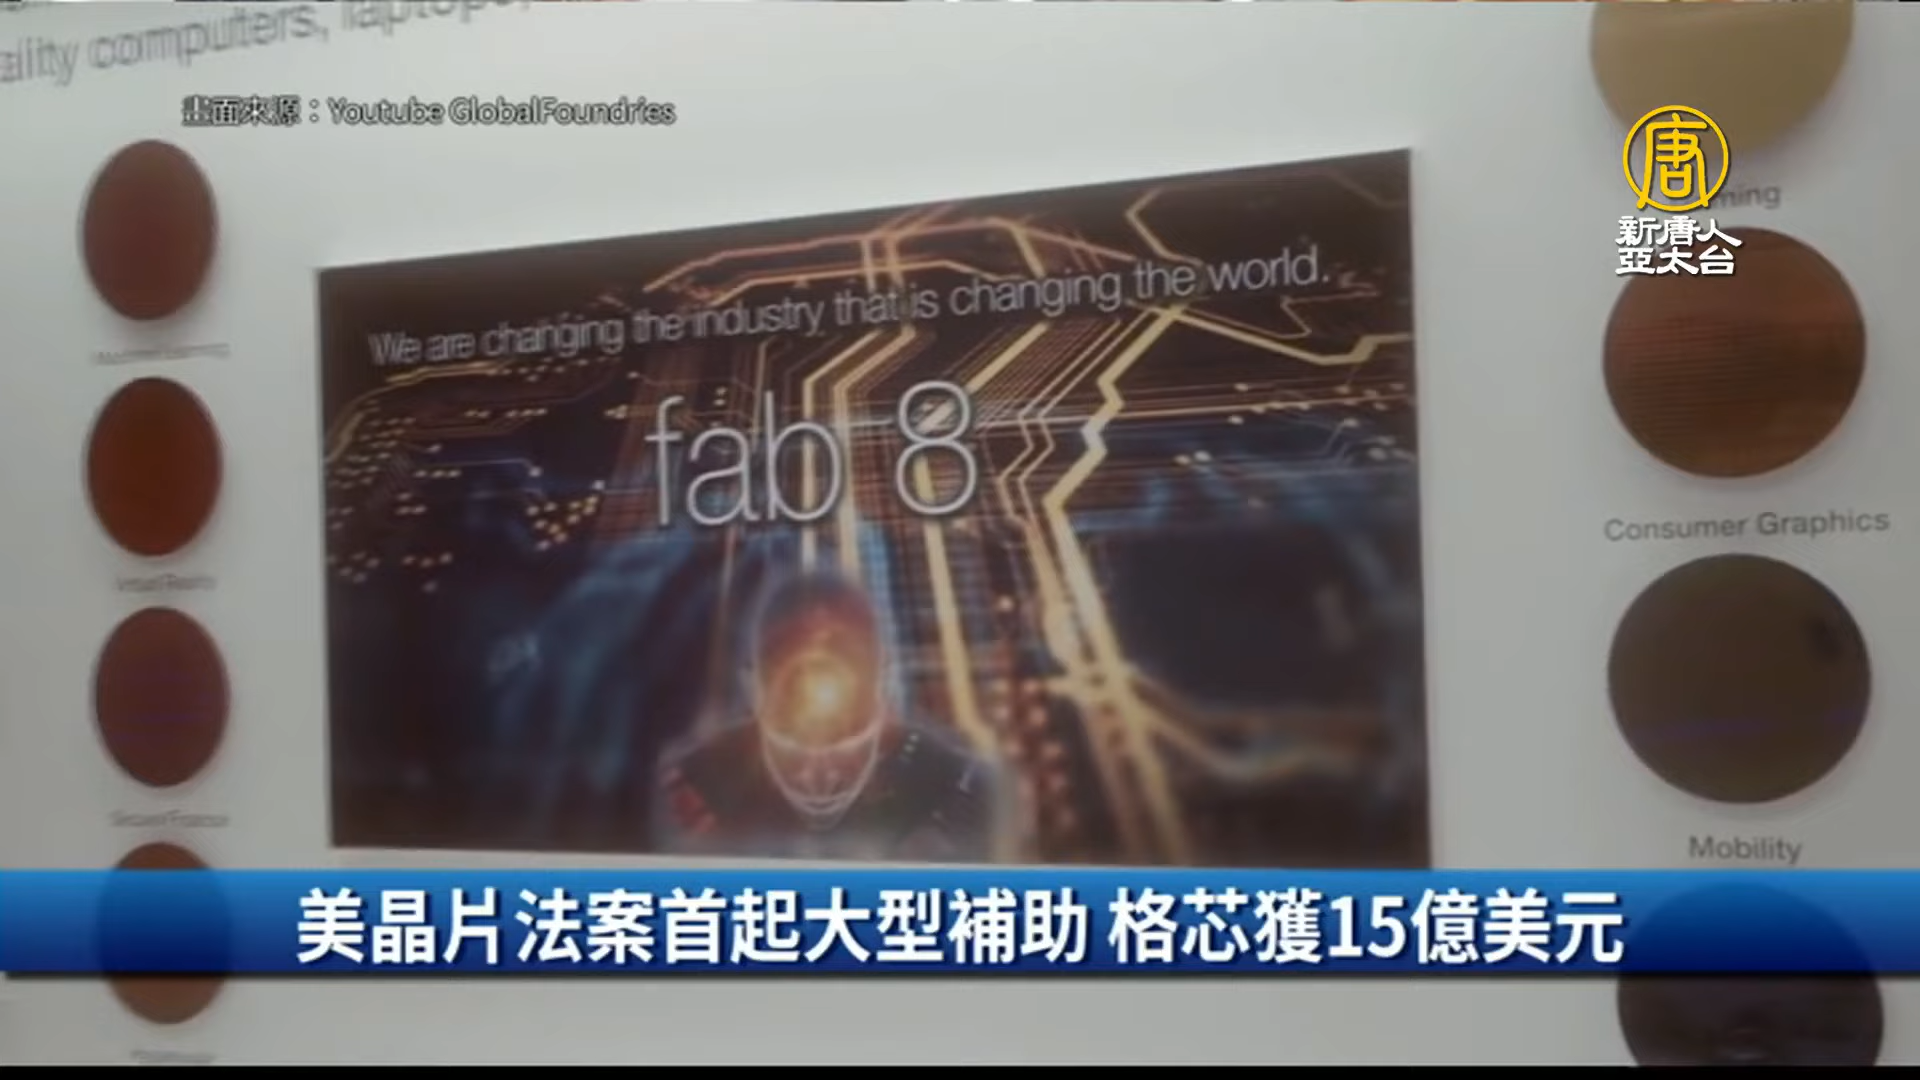 ality computers, laptops,
畫面來源：Youtube GlobalFoundries
唐
新唐人
亞太台
We are changing the industry that is changing the world.
fab 8
Consumer Graphics
Mobility
美晶片法案首起大型補助 格芯獲15億美元